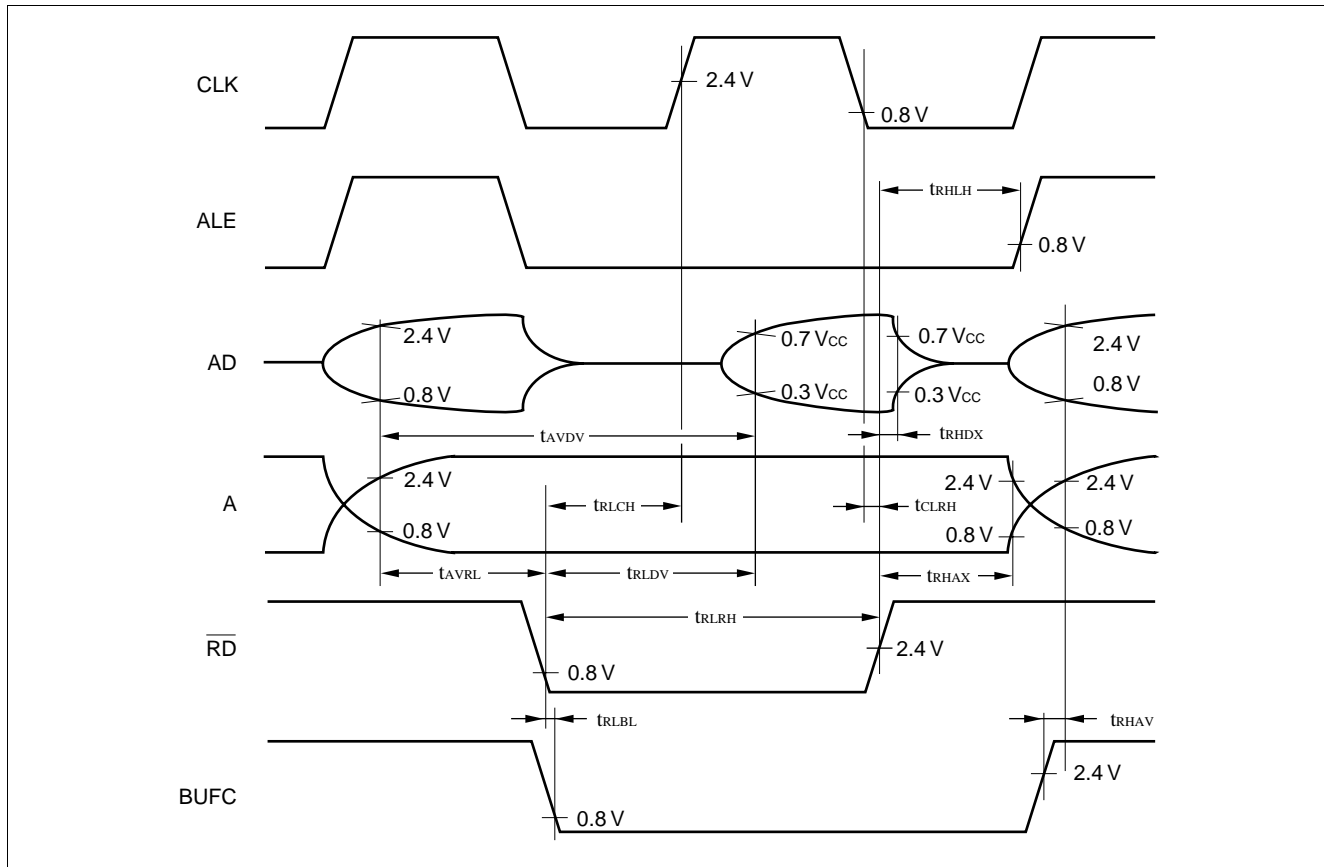 CLK
2.4 V
0.8 V
tRHLH
ALE
0.8 V
AD
2.4 V
0.8 V
0.7 VCC
0.3 VCC
0.7 VCC
0.3 VCC
2.4 V
0.8 V
tAVDV
tRHDX
A
2.4 V
0.8 V
tRLCH
tCLRH
2.4 V
0.8 V
2.4 V
0.8 V
tAVRL
tRLDV
tRHAX
tRLRH
RD
0.8 V
2.4 V
tRLBL
tRHAV
BUFC
0.8 V
2.4 V